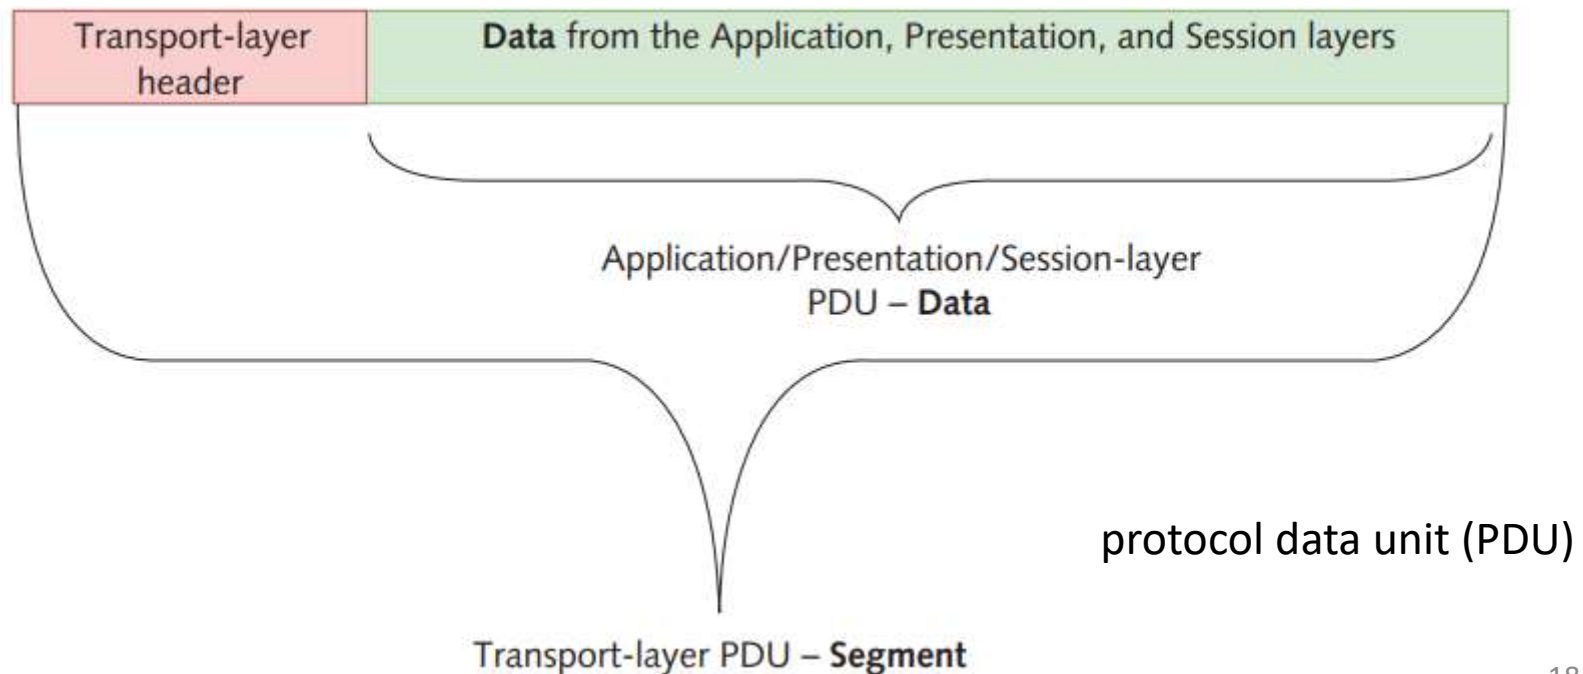 Transport-layer
header
Data from the Application, Presentation, and Session layers
Application/Presentation/Session-layer
PDU – Data
protocol data unit (PDU)
Transport-layer PDU – Segment
18